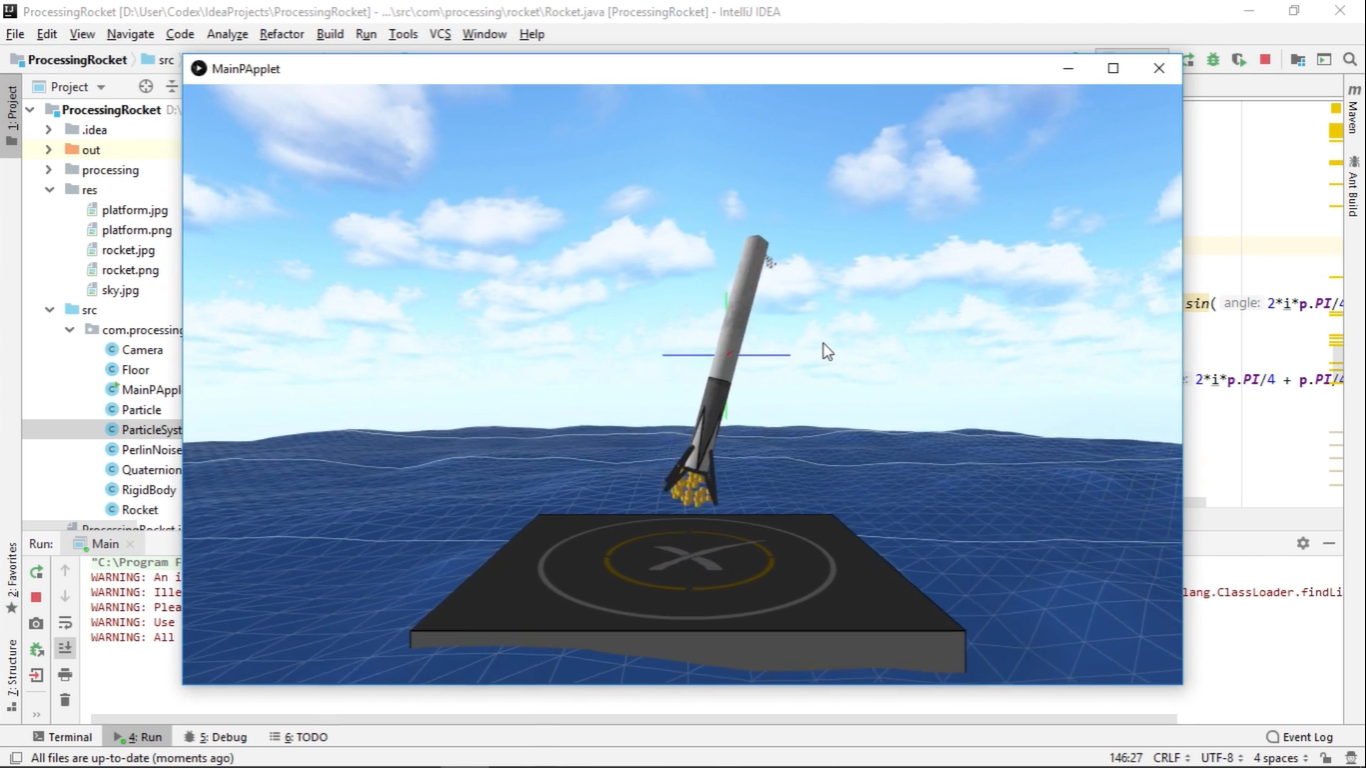 ProcessingRocket [D:\User\Codex\IdeaProjects\ProcessingRocket] - ...\src\com\processing\rocket\Rocket.java [ProcessingRocket] - IntelliJ IDEA
File Edit View Navigate Code Analyze Refactor Build Run Tools VCS Window Help
ProcessingRocket src
MainPApplet
Project
1: Project
ProcessingRocket D:\
.idea
out
processing
res
platform.jpg
platform.png
rocket.jpg
rocket.png
sky.jpg
src
com.processing
Camera
Floor
MainPAppl
Particle
ParticleSyst
PerlinNoise
Quaternion
RigidBody
Rocket
ProcessingRocket.i
sin( angle: 2*i*p.PI/4
: 2*i*p.PI/4 + p.PI/4
Maven
Ant Build
Run: Main
2: Favorites
Z: Structure
"C:\Program F
WARNING: An i
WARNING: Ille
lang.ClassLoader.findLi
WARNING: Plea
WARNING: Use
WARNING: All
Terminal 4: Run 5: Debug 6: TODO Event Log
All files are up-to-date (moments ago) 146:27 CRLF UTF-8 4 spaces